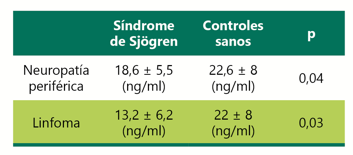 Síndrome Controles p
de Sjögren sanos
Neuropatía 18,6 ± 5,5 22,6 ± 8 0,04
periférica (ng/ml) (ng/ml)
Linfoma 13,2 ± 6,2 22 ± 8 0,03
(ng/ml) (ng/ml)